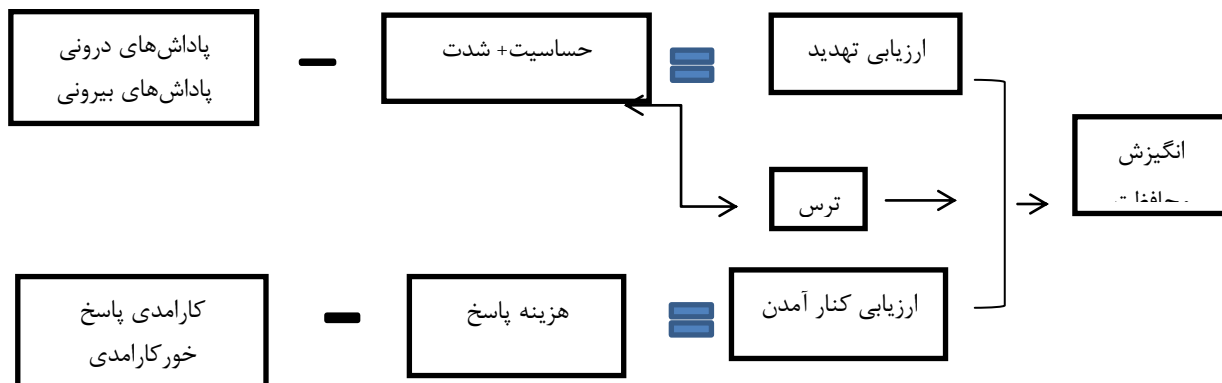 پاداش‌های درونی
پاداش‌های بیرونی
حساسیت+ شدت
ارزیابی تهدید
انگیزش
ترس
کارامدی پاسخ
خورکارامدی
هزینه پاسخ
ارزیابی کنار آمدن